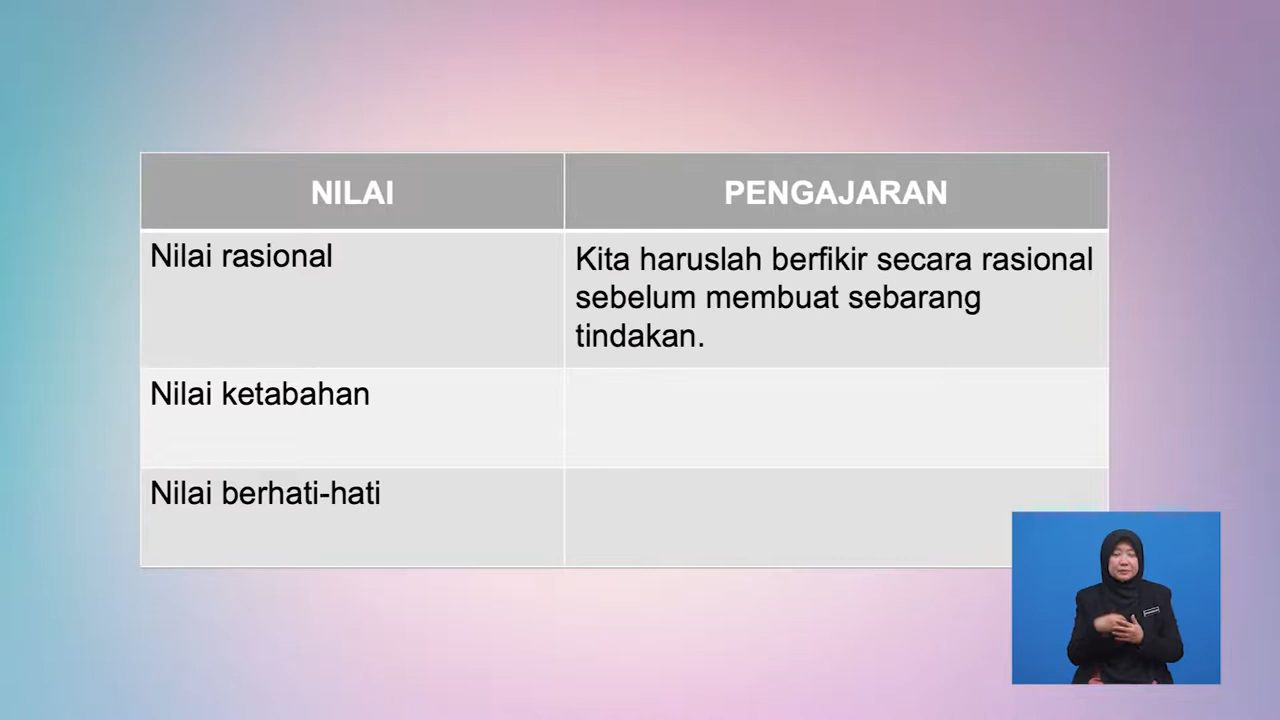 NILAI
PENGAJARAN
Nilai rasional
Kita haruslah berfikir secara rasional
sebelum membuat sebarang
tindakan.
Nilai ketabahan
Nilai berhati-hati